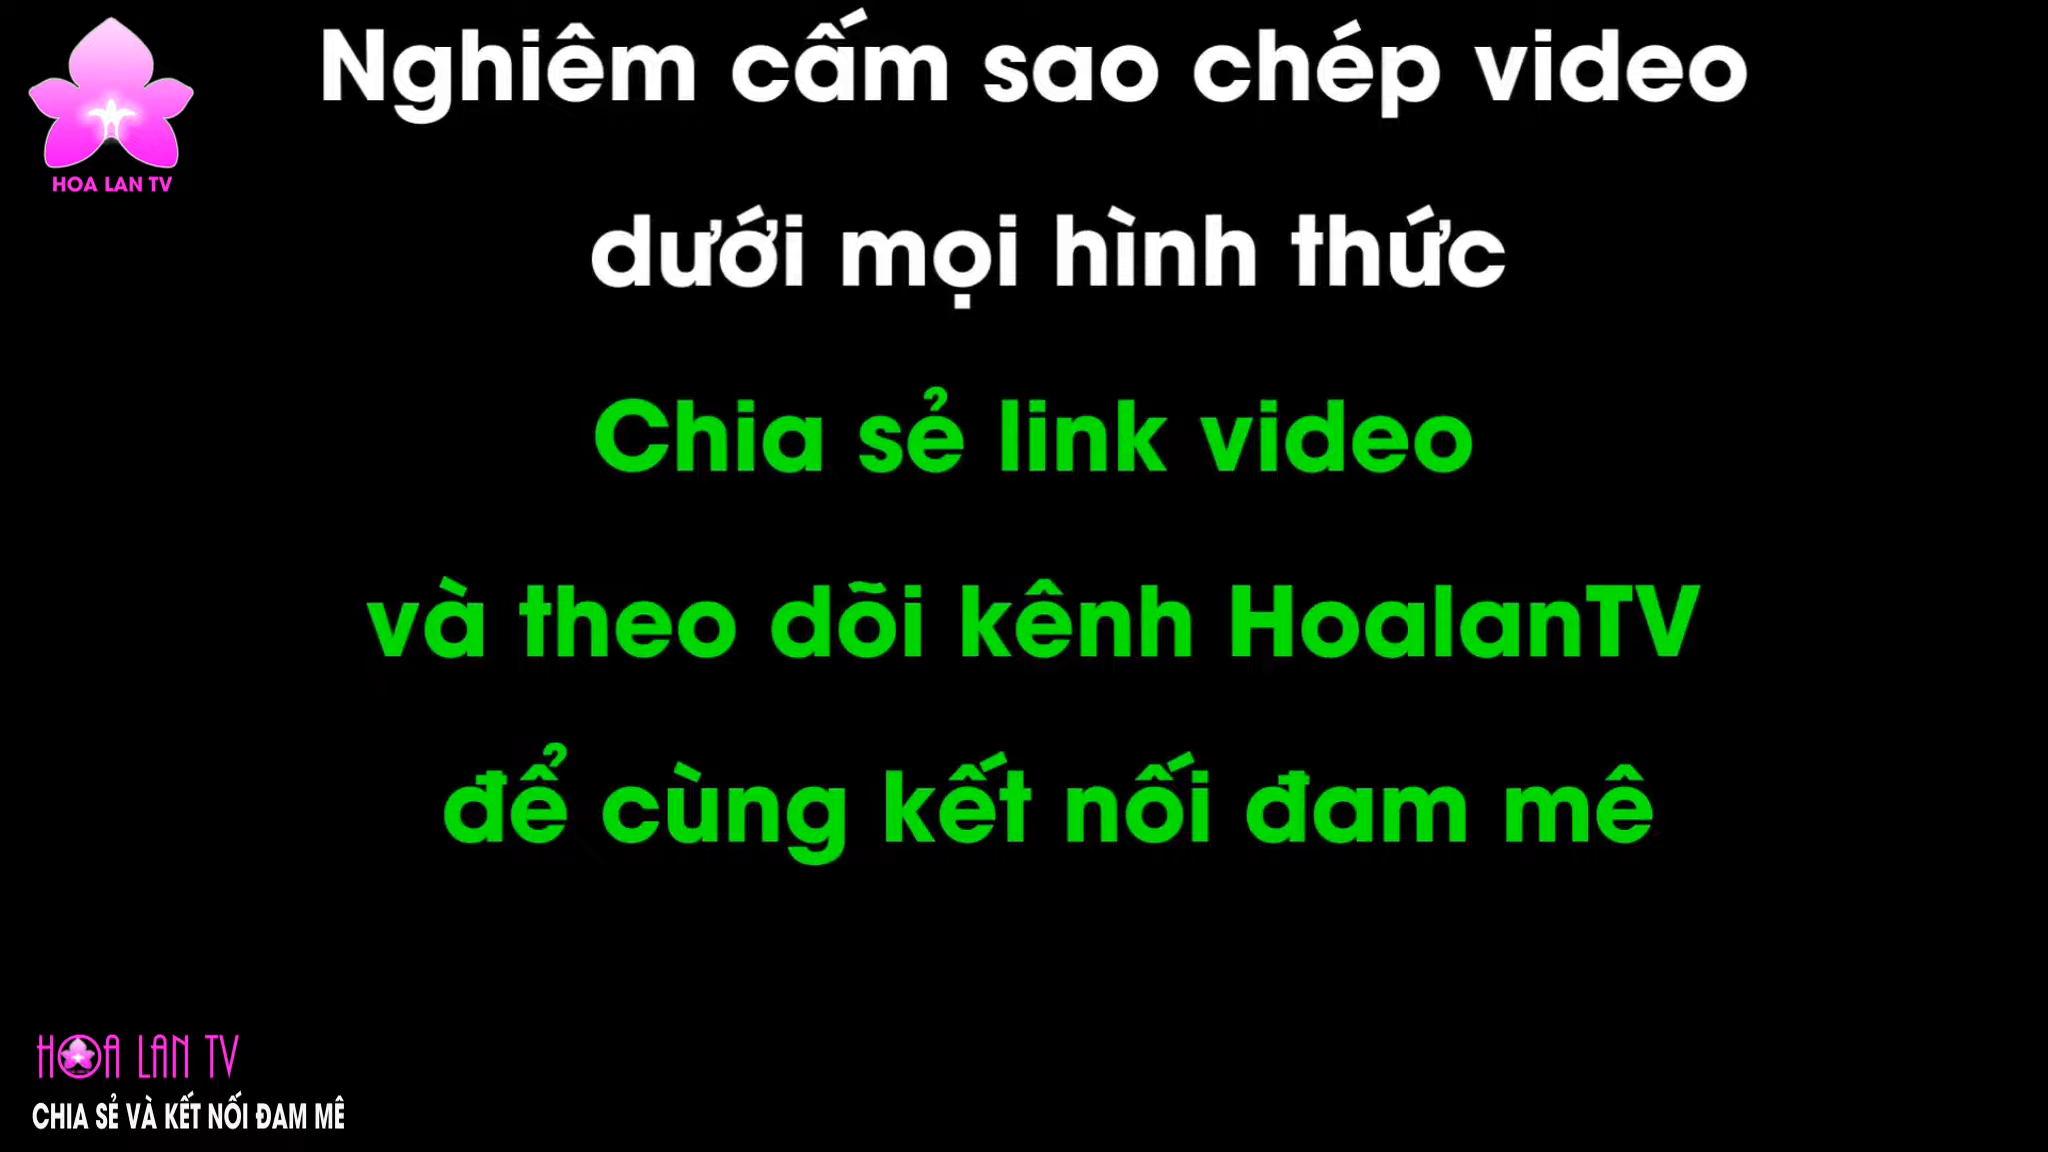 HOA LAN TV
Nghiêm cấm sao chép video
dưới mọi hình thức
Chia sẻ link video
và theo dõi kênh HoalanTV
để cùng kết nối đam mê
HOA LAN TV
CHIA SẺ VÀ KẾT NỐI ĐAM MÊ